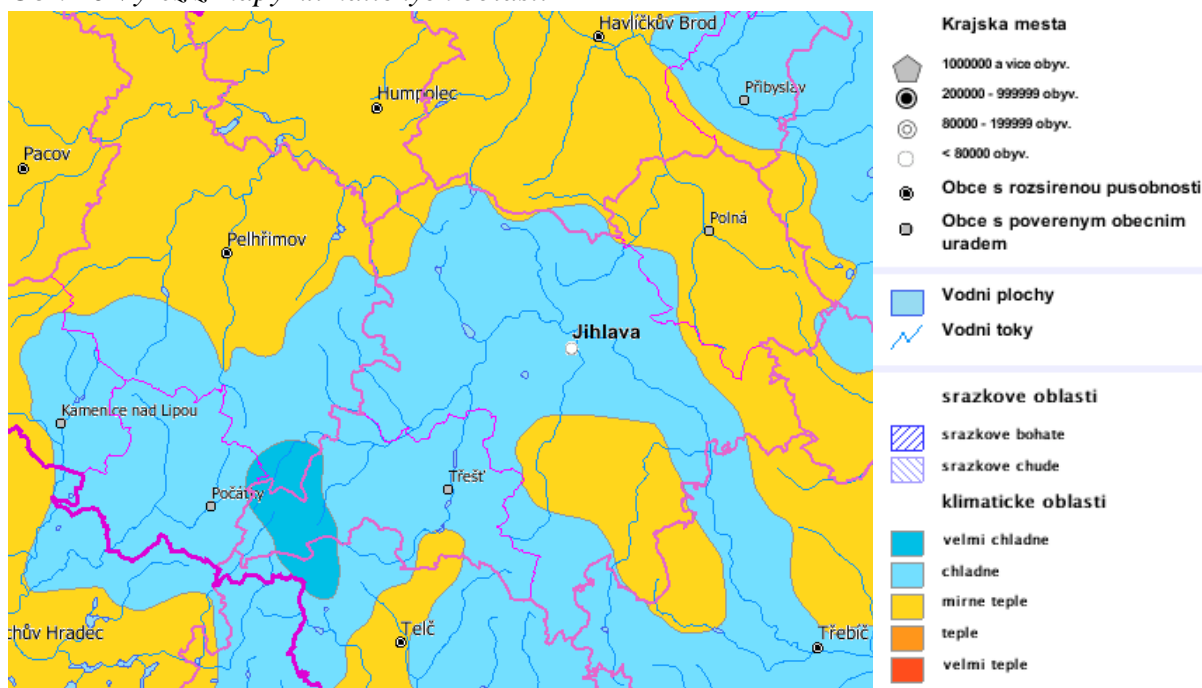 Havlíčkův Brod
Přibyslav
Humpolec
Pacov
Polná
Pelhřimov
Jihlava
Kamenice nad Lipou
Třešť
Počátky
Telč
chův Hradec
Třebíč
Krajska mesta
1000000 a vice obyv.
200000 - 999999 obyv.
80000 - 199999 obyv.
< 80000 obyv.
Obce s rozsirenou pusobnosti
Obce s poverenym obecnim
uradem
Vodni plochy
Vodni toky
srazkove oblasti
srazkove bohate
srazkove chude
klimaticke oblasti
velmi chladne
chladne
mirne teple
teple
velmi teple